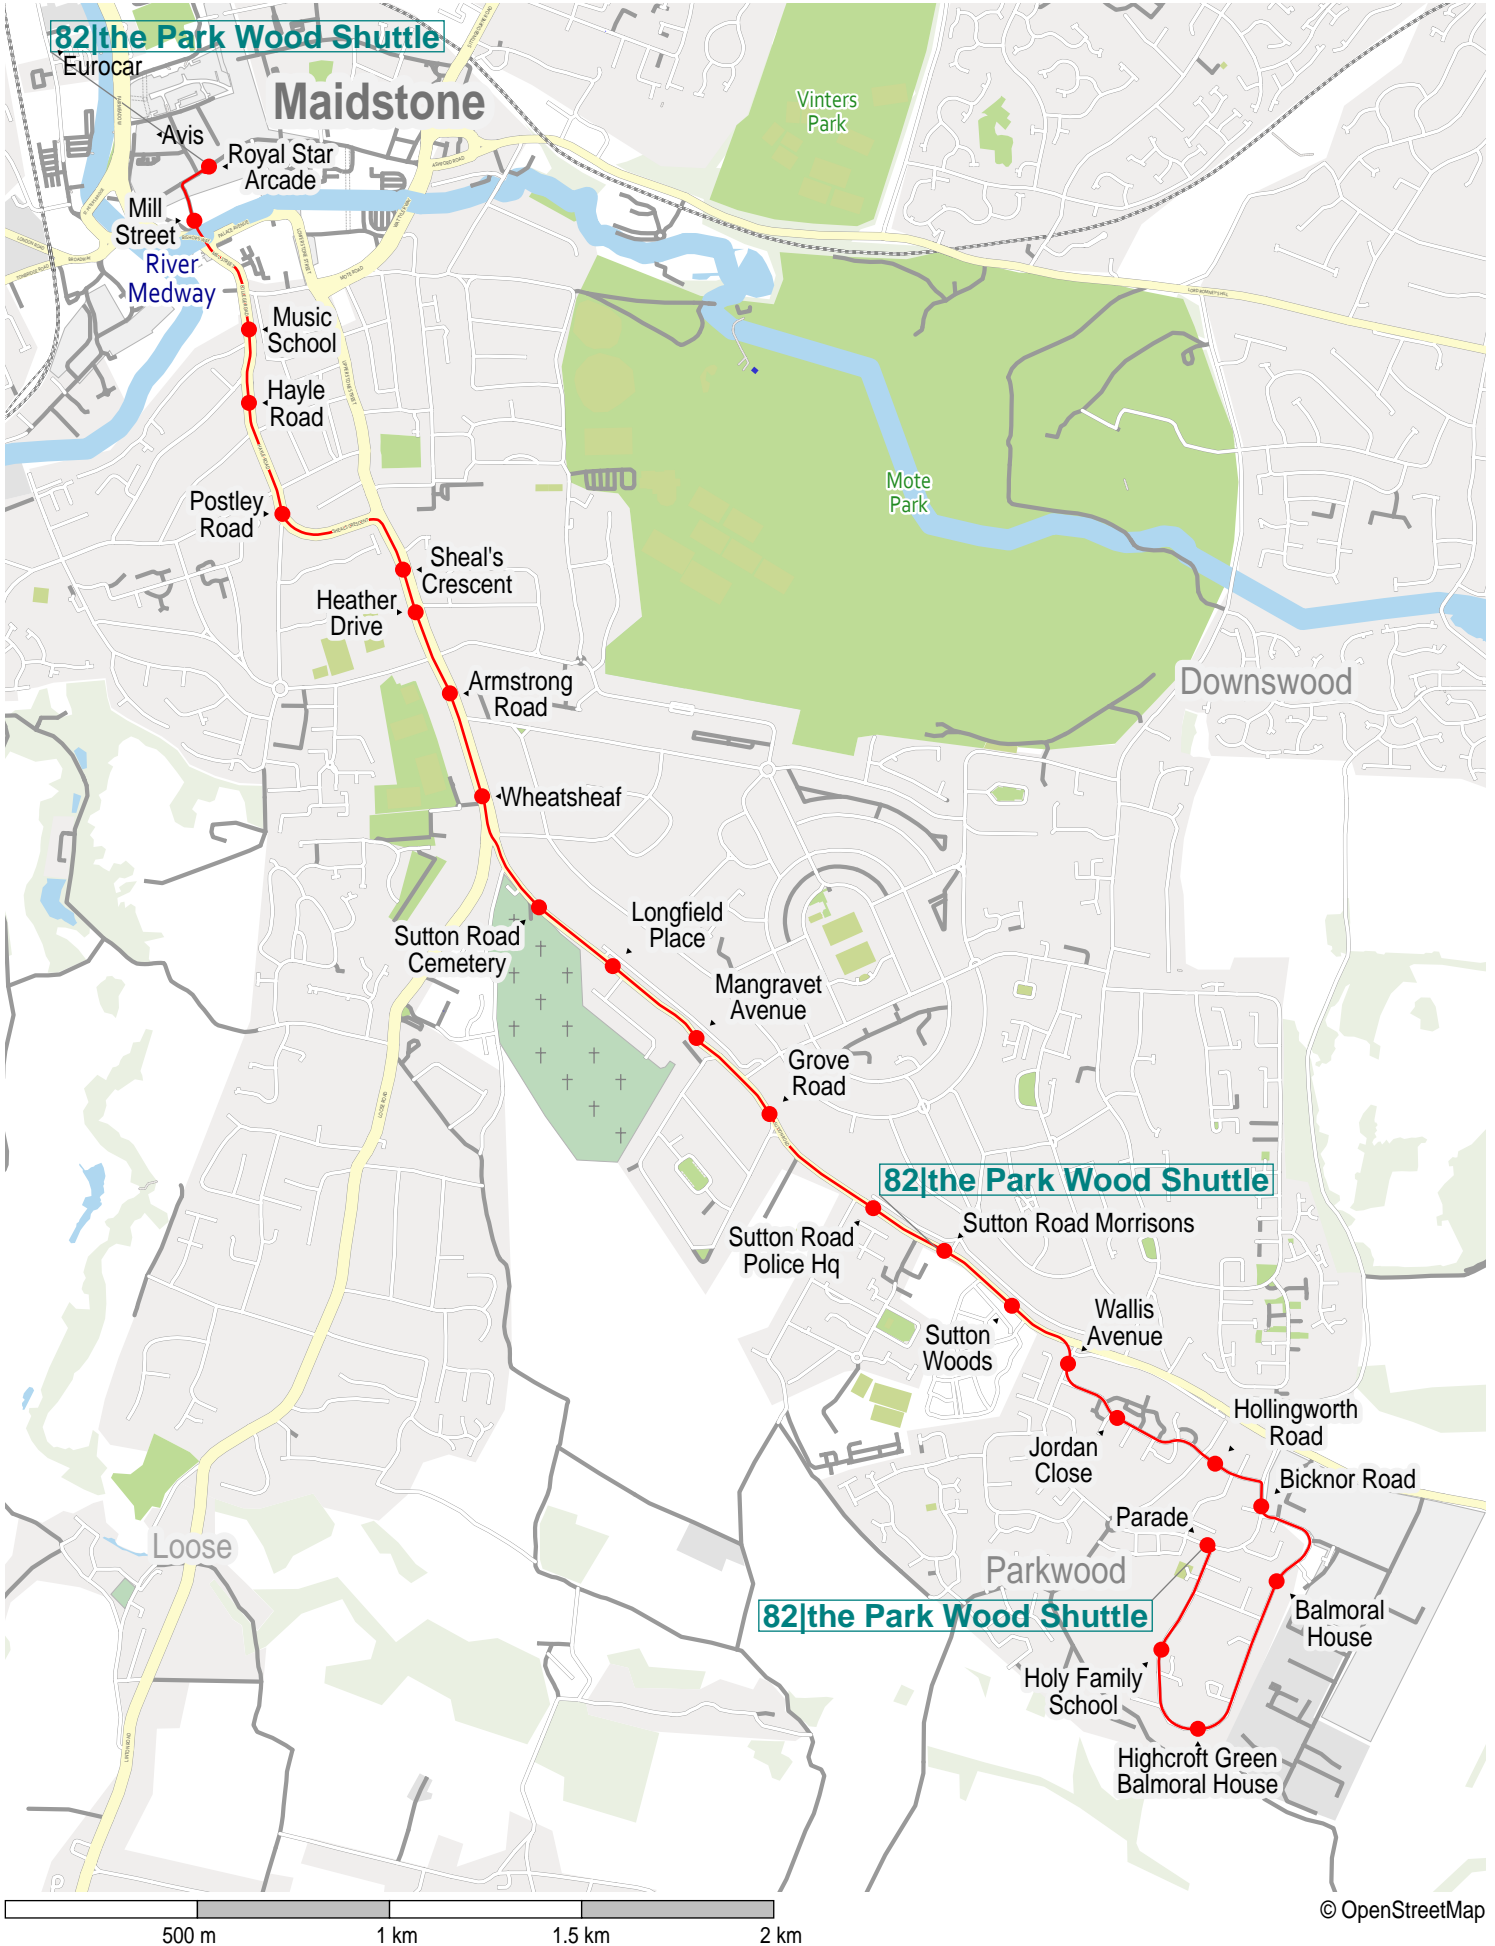 82|the Park Wood Shuttle
Eurocar
Maidstone
Avis
Royal Star
Arcade
Mill
Street
River
Medway
Vinters
Park
Music
School
Hayle
Road
Postley
Road
Mote
Park
Sheal's
Crescent
Heather
Drive
Armstrong
Road
Downswood
Wheatsheaf
Longfield
Place
Sutton Road
Cemetery
Mangravet
Avenue
Grove
Road
82|the Park Wood Shuttle
Sutton Road Morrisons
Sutton Road
Police Hq
Wallis
Avenue
Sutton
Woods
Hollingworth
Road
Jordan
Close
Bicknor Road
Parade
Loose
Parkwood
82|the Park Wood Shuttle
Balmoral
House
Holy Family
School
Highcroft Green
Balmoral House
500 m
1 km
1.5 km
2 km
© OpenStreetMap